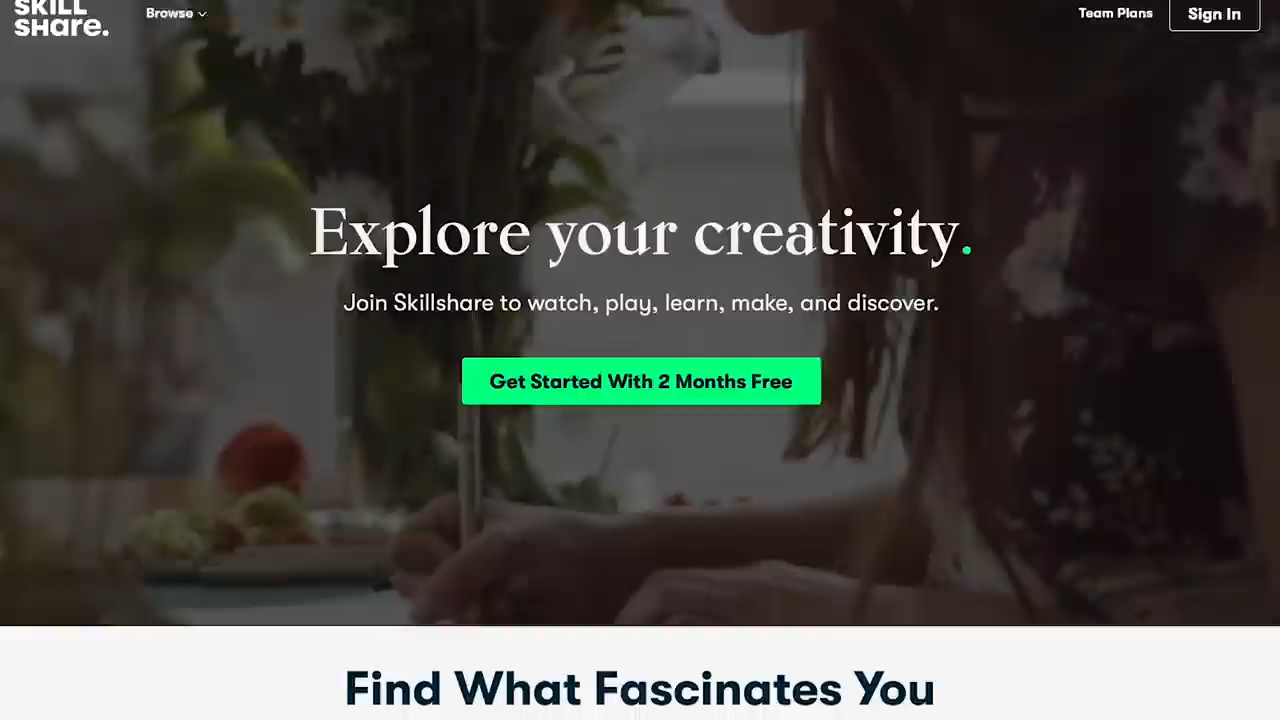 SKILL
SHare.
Browse
Team Plans
Sign In
Explore your creativity.
Join Skillshare to watch, play, learn, make, and discover.
Get Started With 2 Months Free
Find What Fascinates You